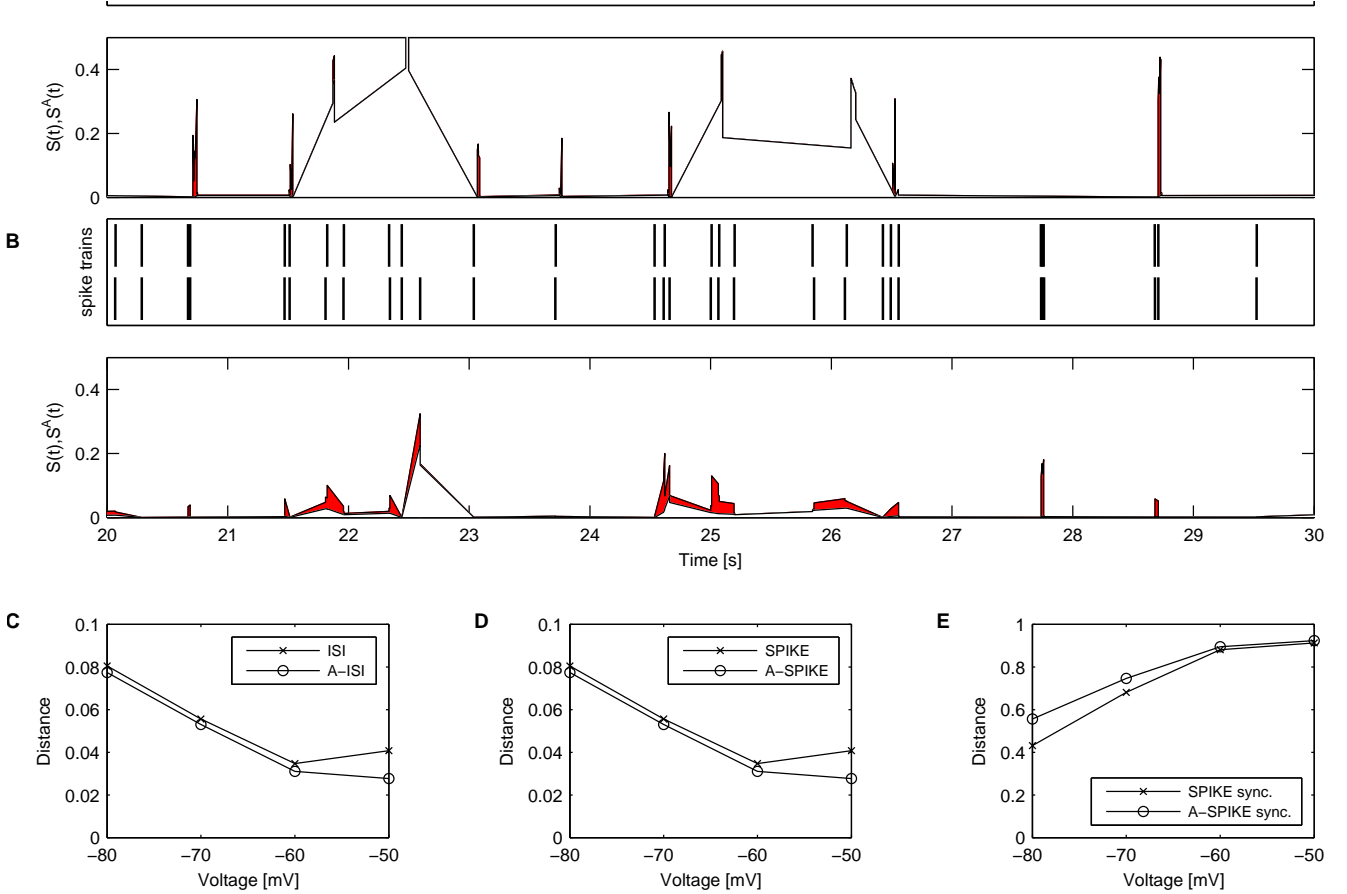 S(t),S^A(t)
0.4
0.2
0
B
spike trains
S(t),S^A(t)
0.4
0.2
0
20 21 22 23 24 25 26 27 28 29 30
Time [s]
C
Distance
0.1
0.08
0.06
0.04
0.02
0
ISI
A−ISI
−80 −70 −60 −50
Voltage [mV]
D
Distance
0.1
0.08
0.06
0.04
0.02
0
SPIKE
A−SPIKE
−80 −70 −60 −50
Voltage [mV]
E
Distance
1
0.8
0.6
0.4
0.2
0
SPIKE sync.
A−SPIKE sync.
−80 −70 −60 −50
Voltage [mV]